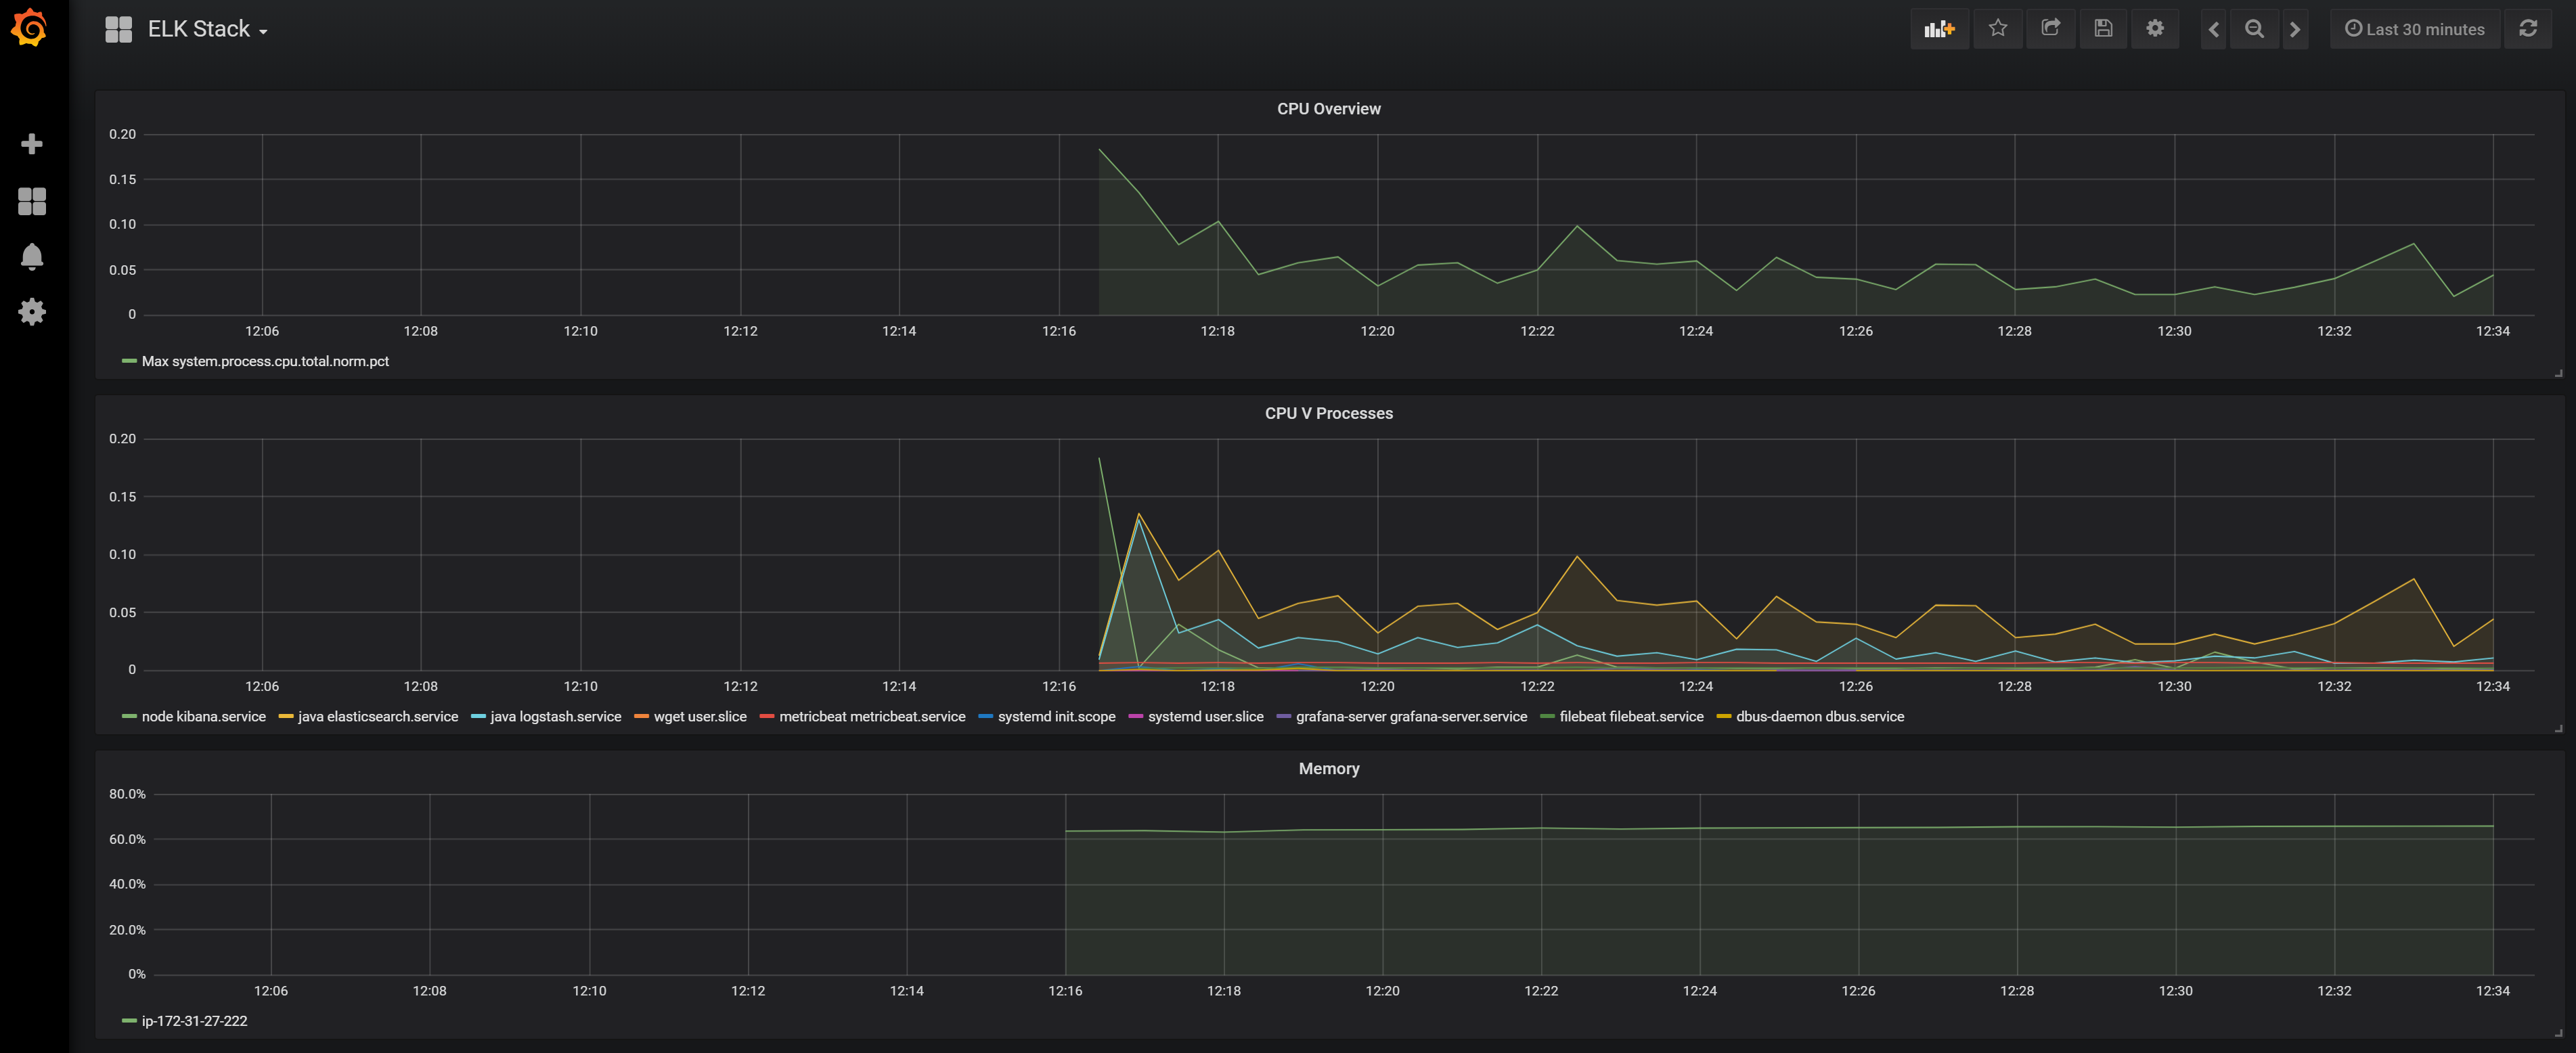 ELK Stack
Last 30 minutes
CPU Overview
0.20
0.15
0.10
0.05
0
12:06 12:08 12:10 12:12 12:14 12:16 12:18 12:20 12:22 12:24 12:26 12:28 12:30 12:32 12:34
Max system.process.cpu.total.norm.pct
CPU V Processes
0.20
0.15
0.10
0.05
0
12:06 12:08 12:10 12:12 12:14 12:16 12:18 12:20 12:22 12:24 12:26 12:28 12:30 12:32 12:34
node kibana.service java elasticsearch.service java logstash.service wget user.slice metricbeat metricbeat.service systemd init.scope systemd user.slice grafana-server grafana-server.service filebeat filebeat.service dbus-daemon dbus.service
Memory
80.0%
60.0%
40.0%
20.0%
0%
12:06 12:08 12:10 12:12 12:14 12:16 12:18 12:20 12:22 12:24 12:26 12:28 12:30 12:32 12:34
ip-172-31-27-222